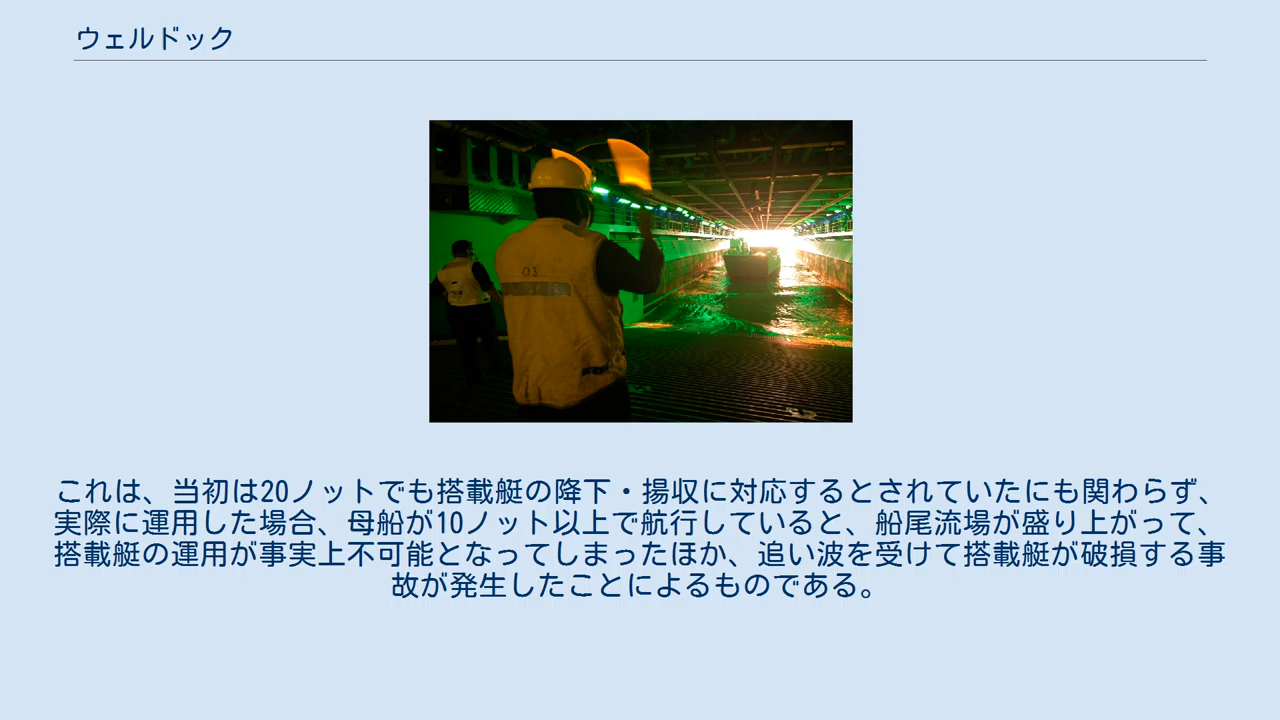 ウェルドック
03
これは、当初は20ノットでも搭載艇の降下・揚収に対応するとされていたにも関わらず、
実際に運用した場合、母船が10ノット以上で航行していると、船尾流場が盛り上がって、
搭載艇の運用が事実上不可能となってしまったほか、追い波を受けて搭載艇が破損する事
故が発生したことによるものである。